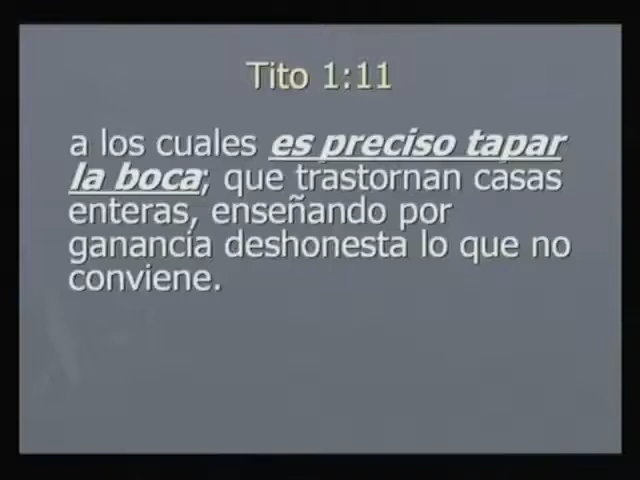 Tito 1:11
a los cuales es preciso tapar
la boca; que trastornan casas
enteras, enseñando por
ganancia deshonesta lo que no
conviene.